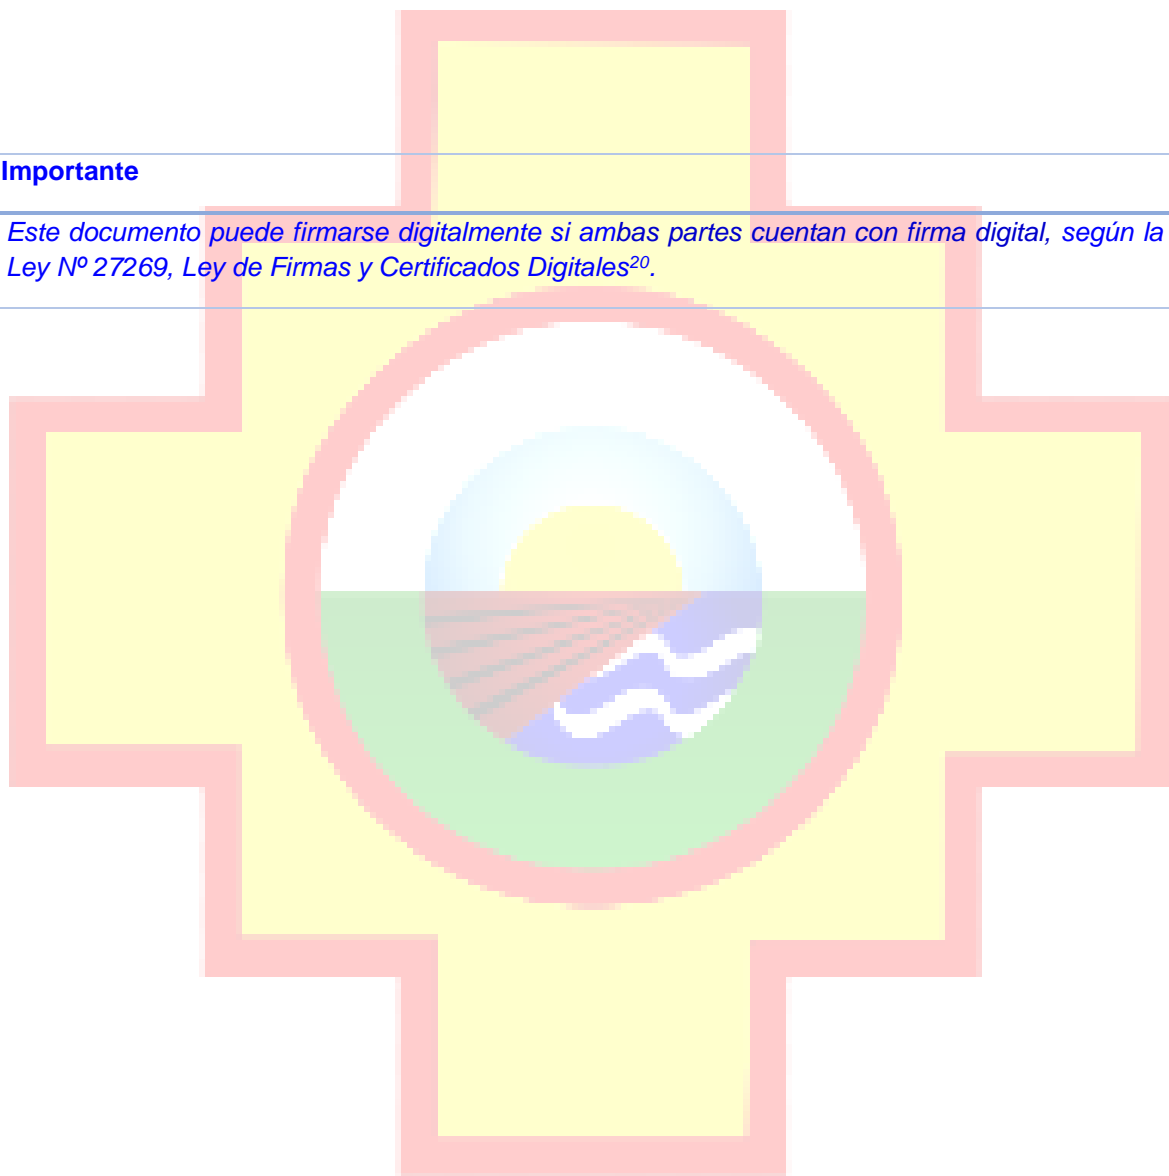 Importante
Este documento puede firmarse digitalmente si ambas partes cuentan con firma digital, según la
Ley Nº 27269, Ley de Firmas y Certificados Digitales²⁰.